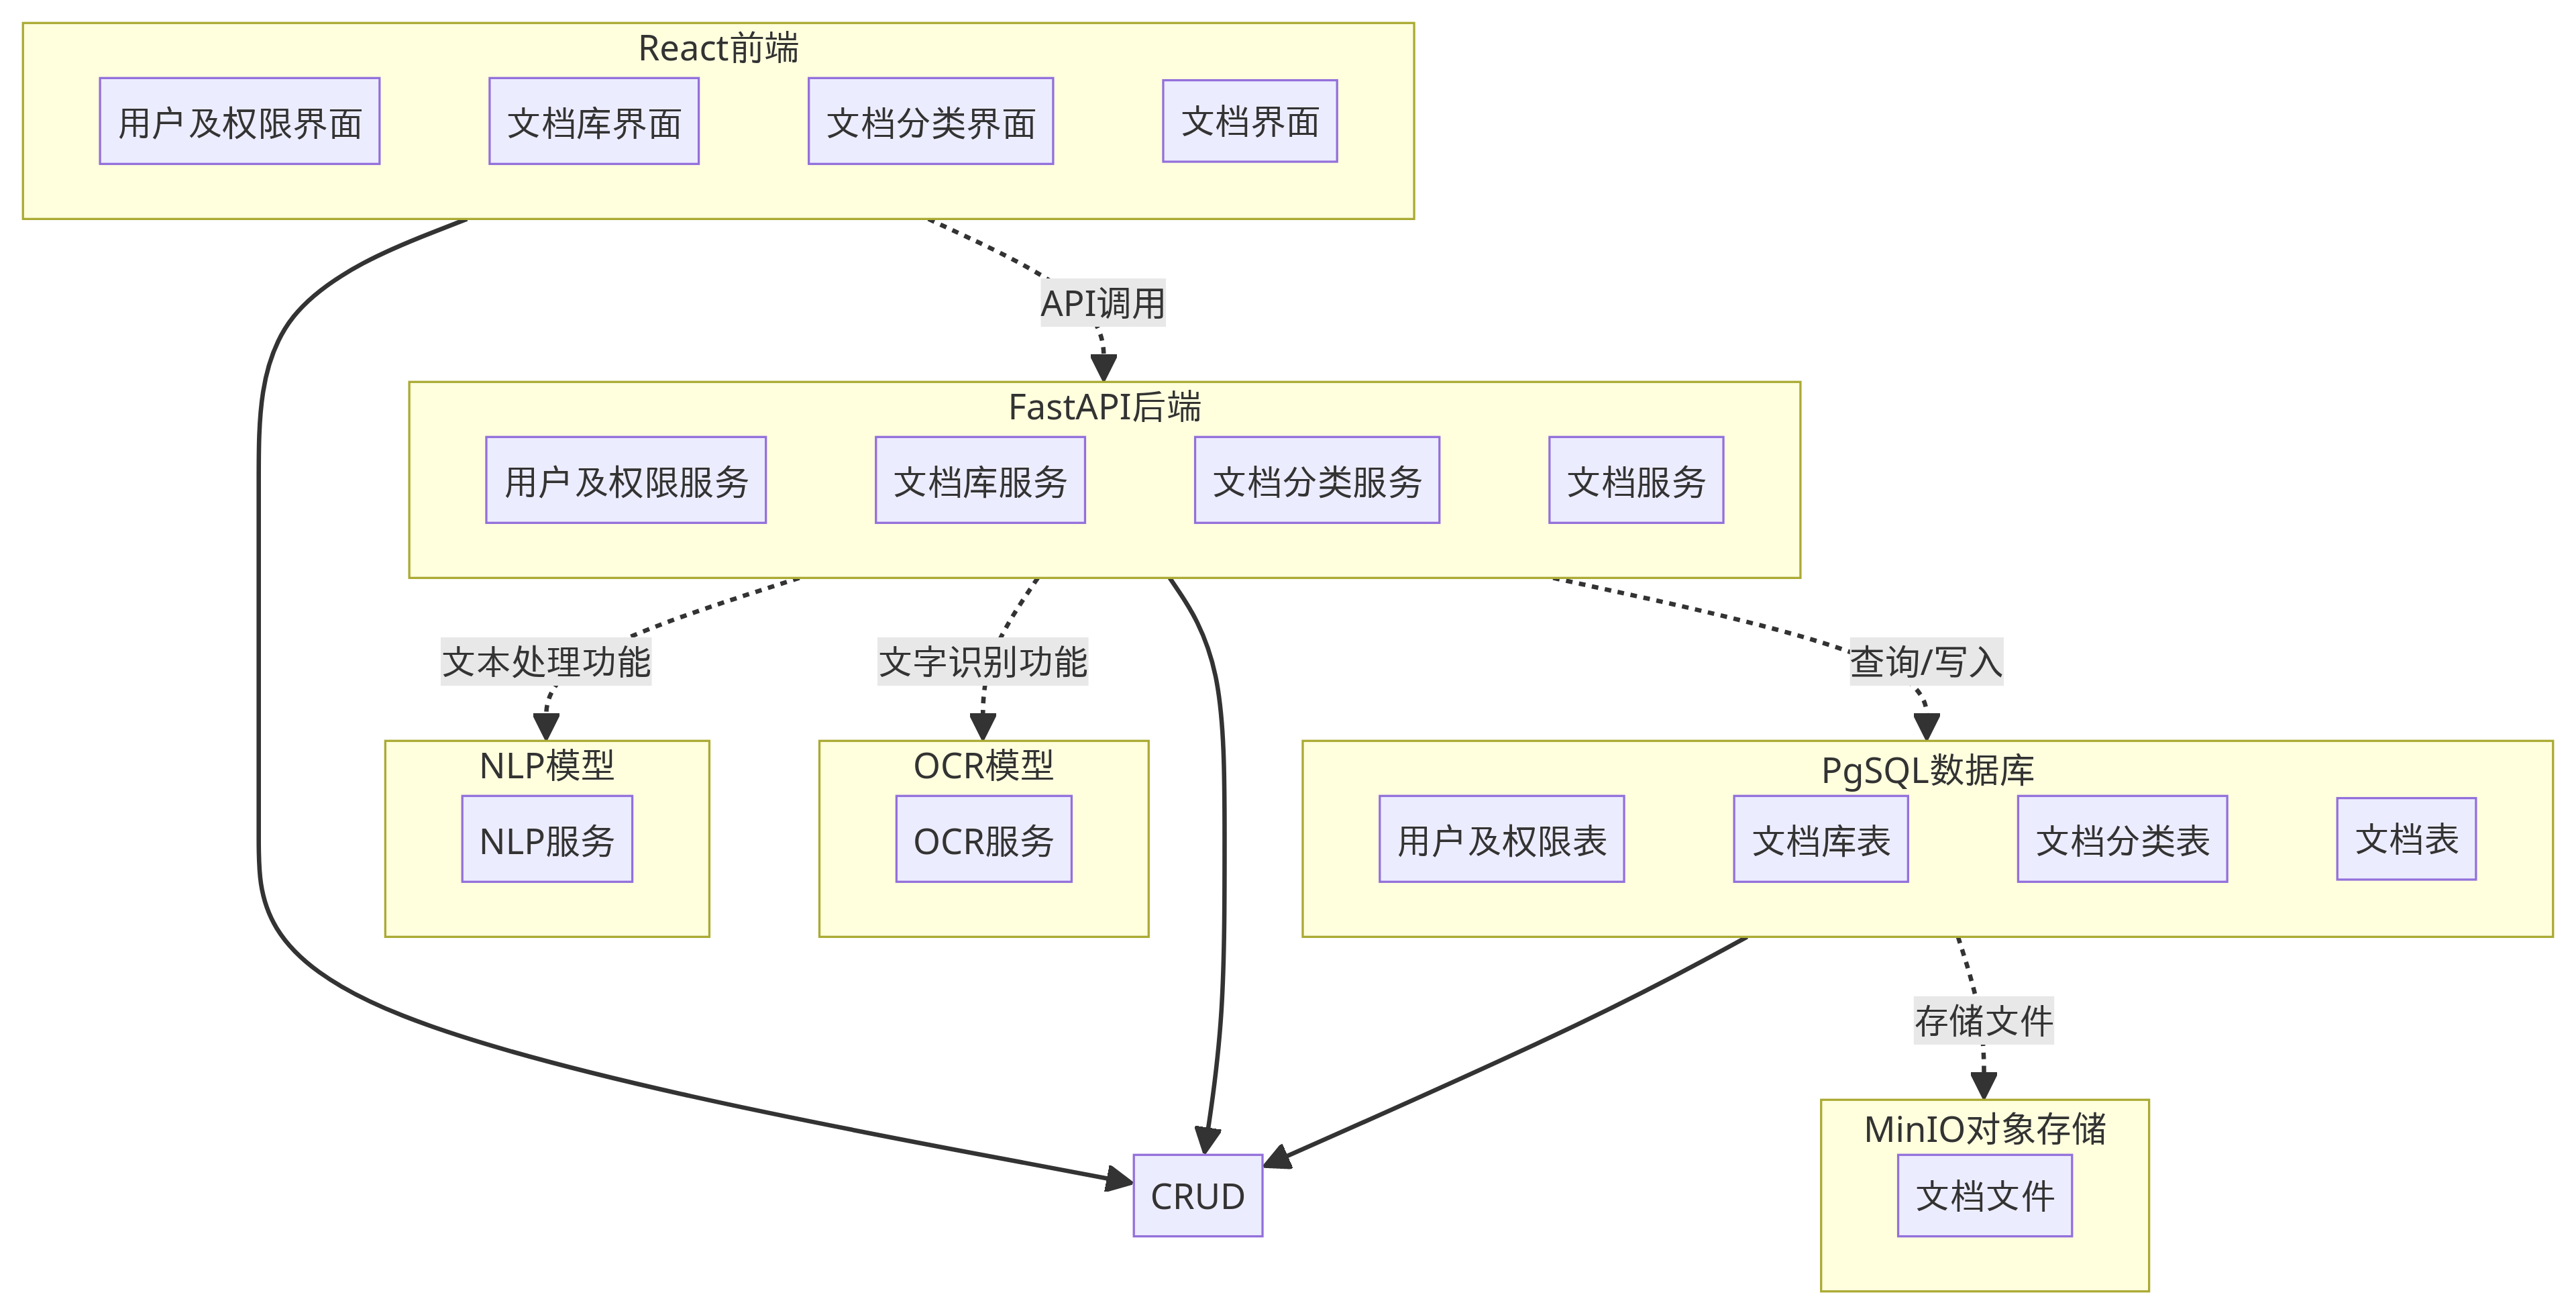 React前端
用户及权限界面
文档库界面
文档分类界面
文档界面
API调用
FastAPI后端
用户及权限服务
文档库服务
文档分类服务
文档服务
文本处理功能
文字识别功能
查询/写入
NLP模型
NLP服务
OCR模型
OCR服务
PgSQL数据库
用户及权限表
文档库表
文档分类表
文档表
存储文件
MinIO对象存储
文档文件
CRUD